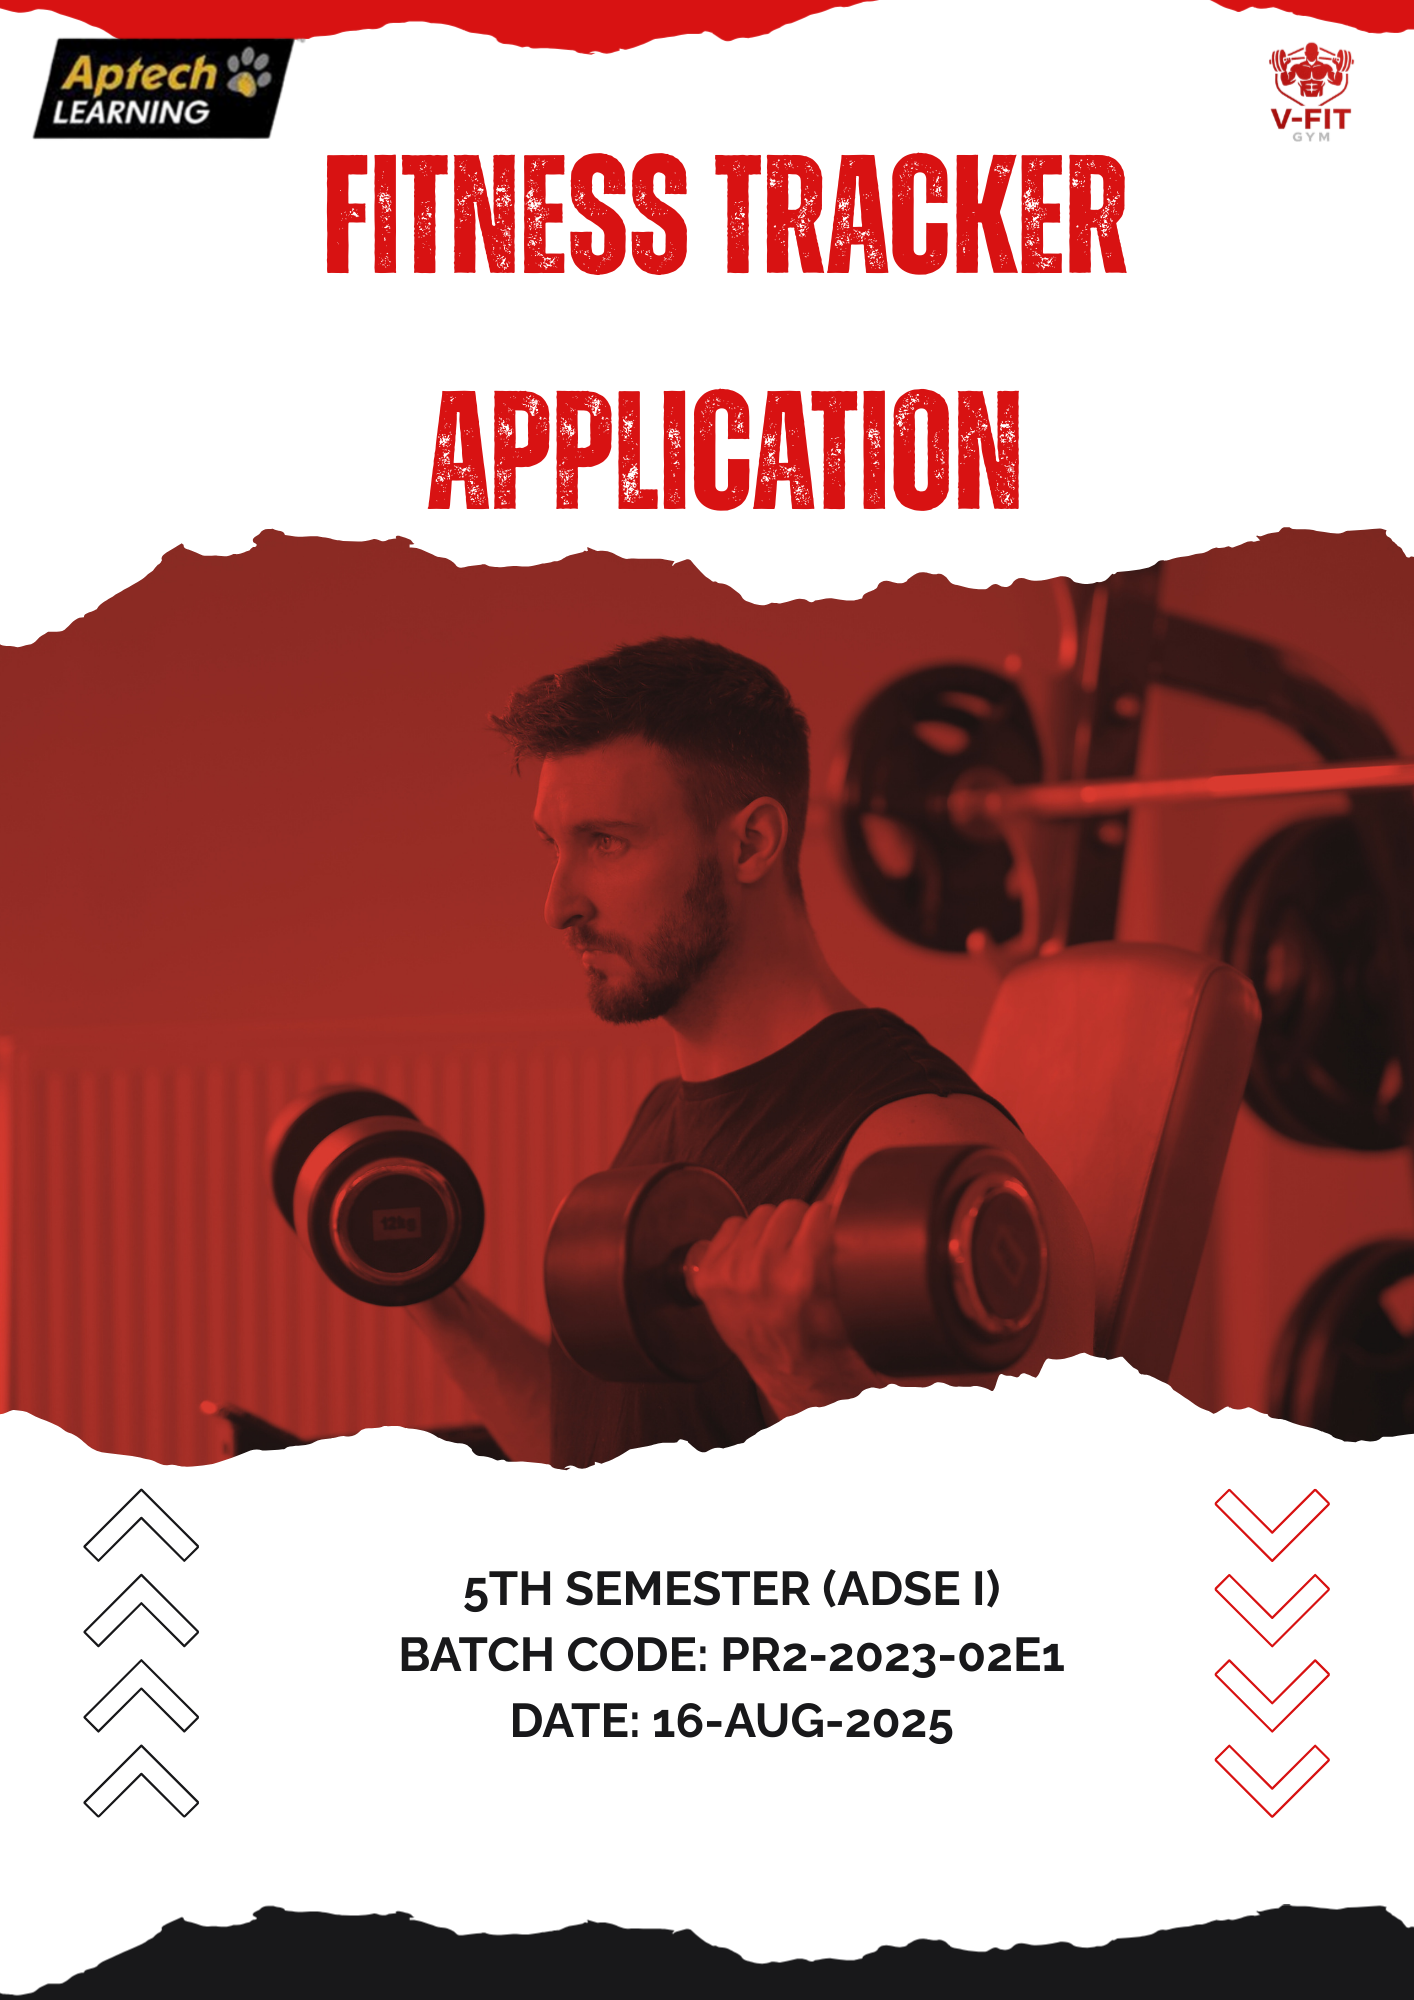 Aptech
LEARNING
V-FIT
GYM
FITNESS TRACKER
APPLICATION
12kg
5TH SEMESTER (ADSE I)
BATCH CODE: PR2-2023-02E1
DATE: 16-AUG-2025